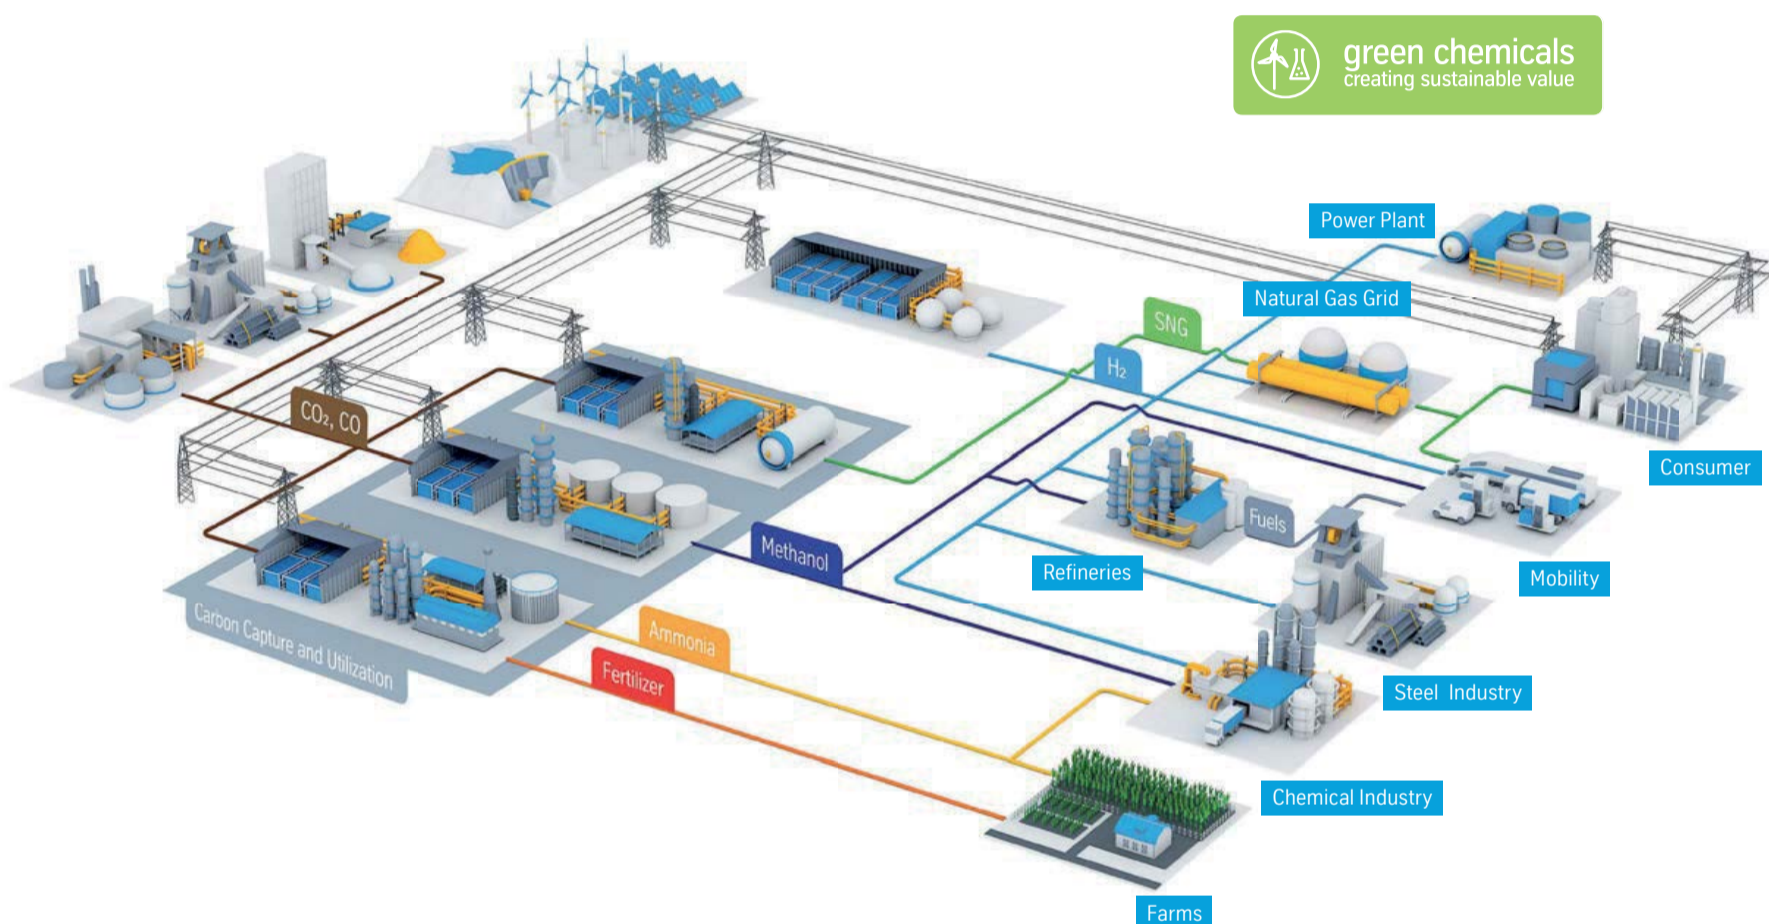 green chemicals
creating sustainable value
Power Plant
Natural Gas Grid
SNG
H₂
CO₂, CO
Consumer
Fuels
Methanol
Refineries
Mobility
Carbon Capture and Utilization
Ammonia
Fertilizer
Steel Industry
Chemical Industry
Farms